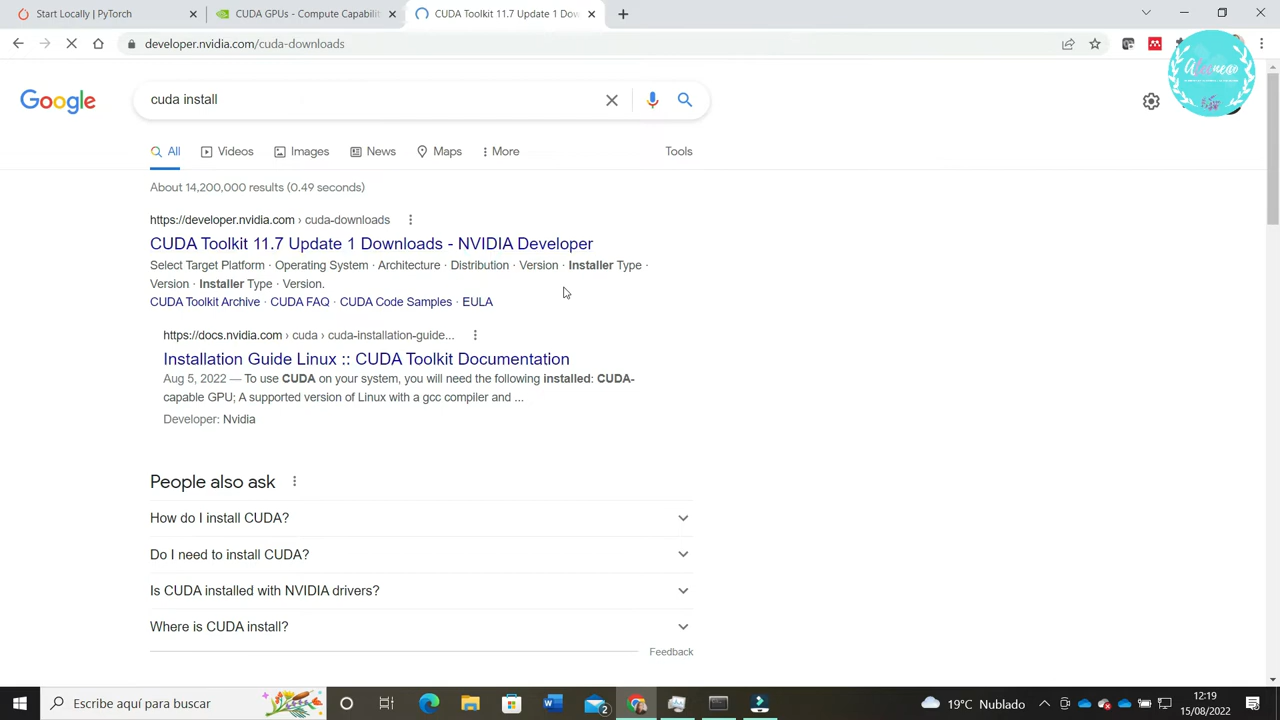 Start Locally | PyTorch
CUDA GPUs - Compute Capabilit
CUDA Toolkit 11.7 Update 1 Dow
developer.nvidia.com/cuda-downloads
Google
cuda install
All
Videos
Images
News
Maps
More
Tools
About 14,200,000 results (0.49 seconds)
https://developer.nvidia.com › cuda-downloads
CUDA Toolkit 11.7 Update 1 Downloads - NVIDIA Developer
Select Target Platform · Operating System · Architecture · Distribution · Version · Installer Type ·
Version · Installer Type · Version.
CUDA Toolkit Archive · CUDA FAQ · CUDA Code Samples · EULA
https://docs.nvidia.com › cuda › cuda-installation-guide...
Installation Guide Linux :: CUDA Toolkit Documentation
Aug 5, 2022 — To use CUDA on your system, you will need the following installed: CUDA-
capable GPU; A supported version of Linux with a gcc compiler and ...
Developer: Nvidia
People also ask
How do I install CUDA?
Do I need to install CUDA?
Is CUDA installed with NVIDIA drivers?
Where is CUDA install?
Feedback
Escribe aquí para buscar
2
19°C Nublado
12:19
15/08/2022